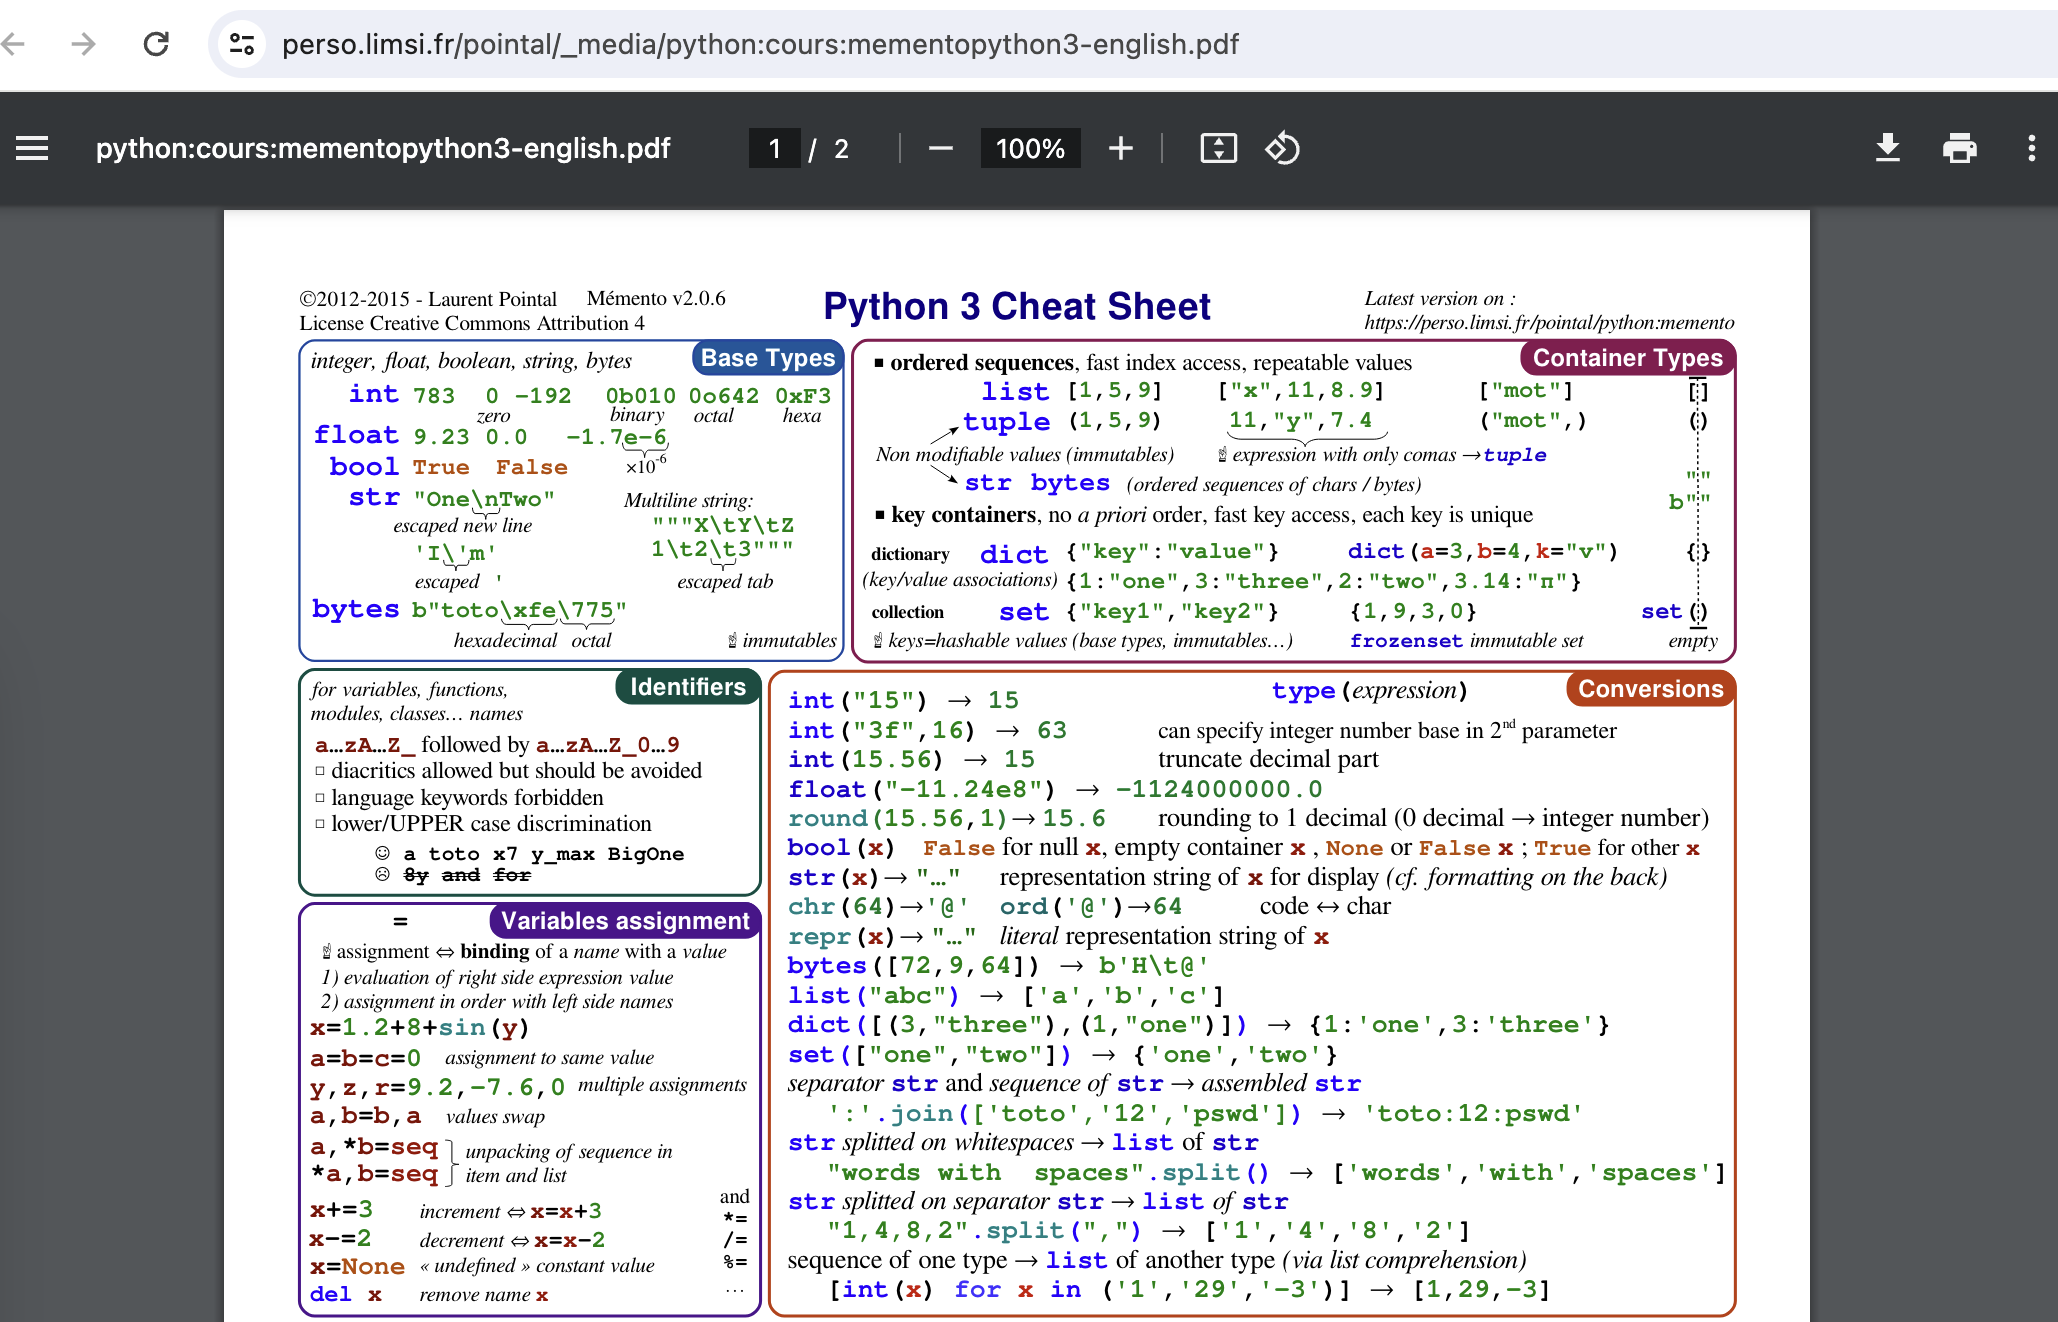 perso.limsi.fr/pointal/_media/python:cours:mementopython3-english.pdf
python:cours:mementopython3-english.pdf 1 / 2 100%
©2012-2015 - Laurent Pointal Mémento v2.0.6
License Creative Commons Attribution 4
Python 3 Cheat Sheet
Latest version on :
https://perso.limsi.fr/pointal/python:memento
Base Types
integer, float, boolean, string, bytes
int 783 0 -192 0b010 0o642 0xF3
zero binary octal hexa
float 9.23 0.0 -1.7e-6
bool True False ×10-6
str "One\nTwo" Multiline string:
escaped new line """X\tY\tZ
'I\'m' 1\t2\t3"""
escaped ' escaped tab
bytes b"toto\xfe\775"
hexadecimal octal ☝ immutables
Container Types
▪ ordered sequences, fast index access, repeatable values
list [1,5,9] ["x",11,8.9] ["mot"] []
tuple (1,5,9) 11,"y",7.4 ("mot",) ()
Non modifiable values (immutables) ☝ expression with only comas →tuple
str bytes (ordered sequences of chars / bytes) ""
b""
▪ key containers, no a priori order, fast key access, each key is unique
dictionary dict {"key":"value"} dict(a=3,b=4,k="v") {}
(key/value associations) {1:"one",3:"three",2:"two",3.14:"π"}
collection set {"key1","key2"} {1,9,3,0} set()
☝ keys=hashable values (base types, immutables…) frozenset immutable set empty
Identifiers
for variables, functions,
modules, classes… names
a…zA…Z_ followed by a…zA…Z_0…9
□ diacritics allowed but should be avoided
□ language keywords forbidden
□ lower/UPPER case discrimination
☺ a toto x7 y_max BigOne
☹ 8y and for
= Variables assignment
☝ assignment ⇔ binding of a name with a value
1) evaluation of right side expression value
2) assignment in order with left side names
x=1.2+8+sin(y)
a=b=c=0 assignment to same value
y,z,r=9.2,-7.6,0 multiple assignments
a,b=b,a values swap
a,*b=seq unpacking of sequence in
*a,b=seq item and list
and
x+=3 increment ⇔ x=x+3 *=
x-=2 decrement ⇔ x=x-2 /=
x=None « undefined » constant value %=
del x remove name x …
Conversions
int("15") → 15 type(expression)
int("3f",16) → 63 can specify integer number base in 2nd parameter
int(15.56) → 15 truncate decimal part
float("-11.24e8") → -1124000000.0
round(15.56,1)→ 15.6 rounding to 1 decimal (0 decimal → integer number)
bool(x) False for null x, empty container x , None or False x ; True for other x
str(x)→ "…" representation string of x for display (cf. formatting on the back)
chr(64)→'@' ord('@')→64 code ↔ char
repr(x)→ "…" literal representation string of x
bytes([72,9,64]) → b'H\t@'
list("abc") → ['a','b','c']
dict([(3,"three"),(1,"one")]) → {1:'one',3:'three'}
set(["one","two"]) → {'one','two'}
separator str and sequence of str → assembled str
':'.join(['toto','12','pswd']) → 'toto:12:pswd'
str splitted on whitespaces → list of str
"words with  spaces".split() → ['words','with','spaces']
str splitted on separator str → list of str
"1,4,8,2".split(",") → ['1','4','8','2']
sequence of one type → list of another type (via list comprehension)
[int(x) for x in ('1','29','-3')] → [1,29,-3]